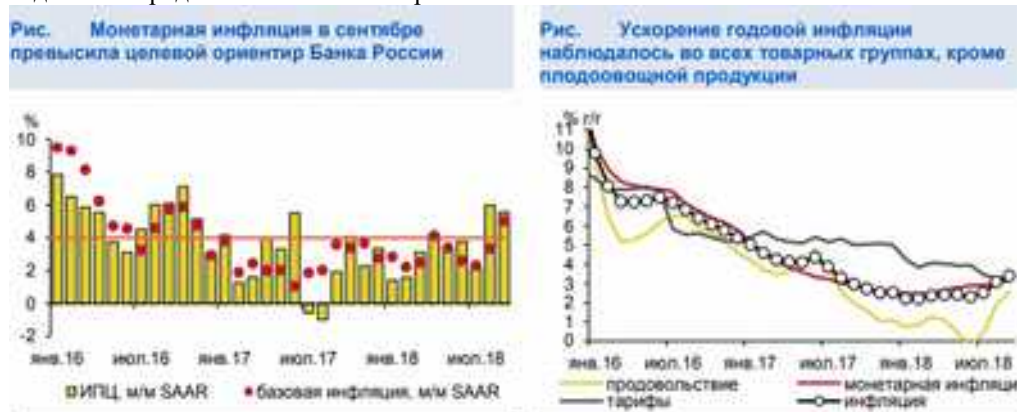 Рис. Монетарная инфляция в сентябре
превысила целевой ориентир Банка России
%
10
8
6
4
2
0
-2
янв.16 июл.16 янв.17 июл.17 янв.18 июл.18
ИПЦ, м/м SAAR базовая инфляция, м/м SAAR
Рис. Ускорение годовой инфляции
наблюдалось во всех товарных группах, кроме
плодоовощной продукции
% г/г
11
10
9
8
7
6
5
4
3
2
1
0
янв.16 июл.16 янв.17 июл.17 янв.18 июл.18
продовольствие монетарная инфляци
тарифы инфляция